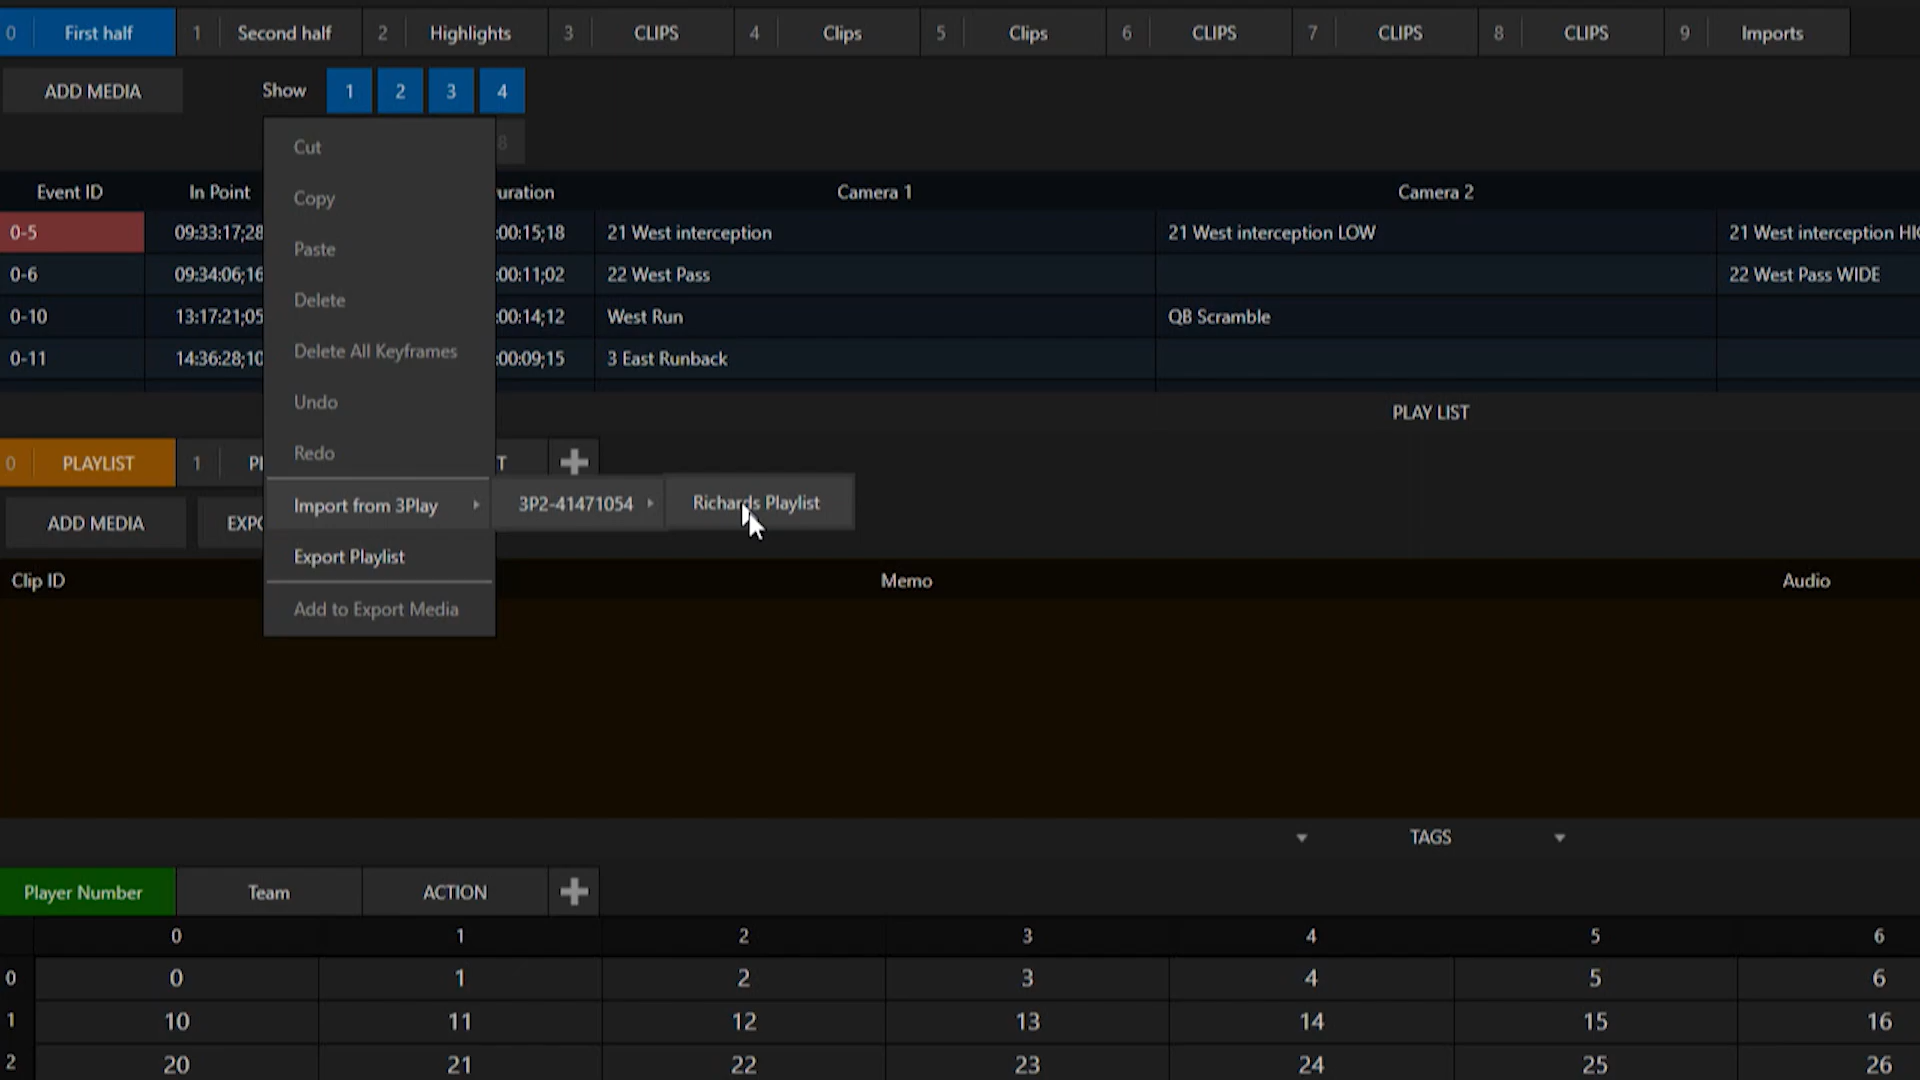 0 First half 1 Second half 2 Highlights 3 CLIPS 4 Clips 5 Clips 6 CLIPS 7 CLIPS 8 CLIPS 9 Imports
ADD MEDIA Show 1 2 3 4
8
Cut
Copy
Paste
Delete
Delete All Keyframes
Undo
Redo
Import from 3Play 3P2-41471054 Richards Playlist
Export Playlist
Add to Export Media
Event ID In Point uration Camera 1 Camera 2
0-5 09:33:17;28 :00:15;18 21 West interception 21 West interception LOW 21 West interception HI
0-6 09:34:06;16 :00:11;02 22 West Pass 22 West Pass WIDE
0-10 13:17:21;05 :00:14;12 West Run QB Scramble
0-11 14:36:28;10 :00:09;15 3 East Runback
PLAY LIST
0 PLAYLIST 1 Pl T
ADD MEDIA EXPO
Clip ID Memo Audio
TAGS
Player Number Team ACTION
0 1 2 3 4 5 6
0 0 1 2 3 4 5 6
1 10 11 12 13 14 15 16
2 20 21 22 23 24 25 26